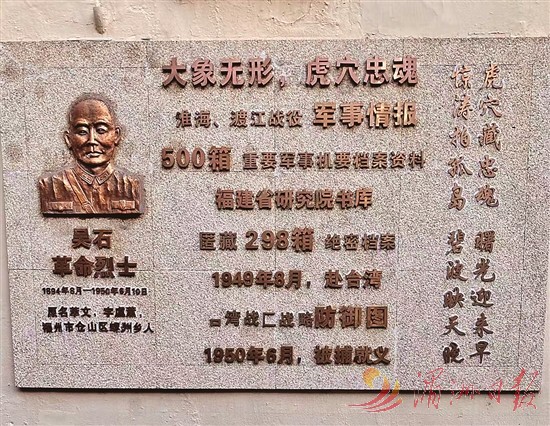 大象无形，虎穴忠魂
淮海、渡江战役 军事情报
500箱 重要军事机要档案资料
福建省研究院书库
匿藏 298箱 绝密档案
1949年8月，赴台湾
台湾战区战略防御图
1950年6月，被捕就义
吴石
革命烈士
1894年8月—1950年6月10日
原名萃文，字虞薰，
福州市仓山区螺洲乡人
虎穴藏忠魂 曙光迎来早
惊涛拍孤岛 碧波映天晚
潇湘日报